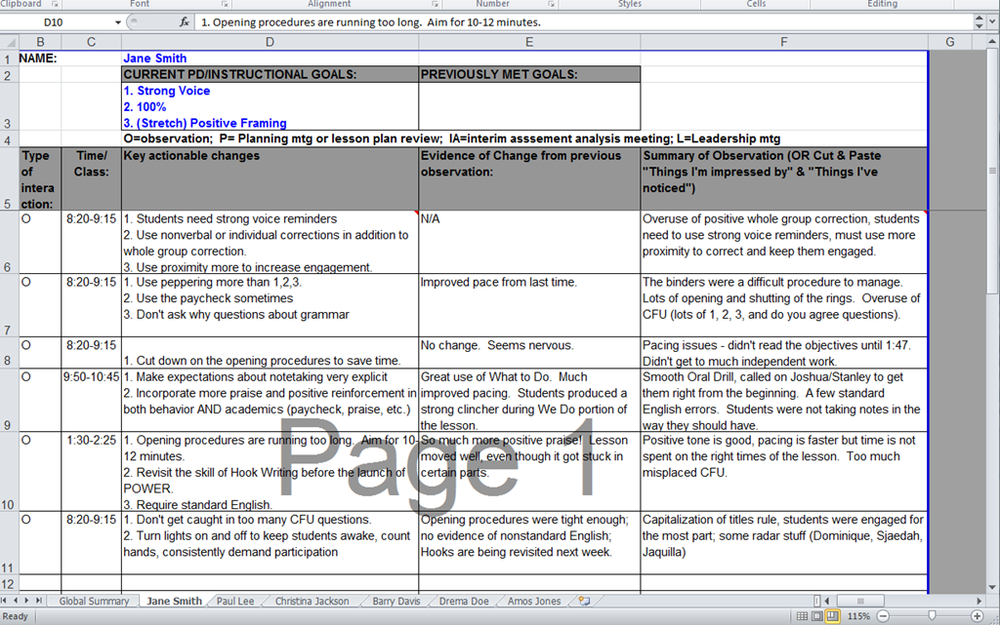 Clipboard Font Alignment Number Styles Cells Editing
D10 fx 1. Opening procedures are running too long. Aim for 10-12 minutes.
B C D E F G
1 NAME: Jane Smith
2 CURRENT PD/INSTRUCTIONAL GOALS: PREVIOUSLY MET GOALS:
1. Strong Voice
2. 100%
3 3. (Stretch) Positive Framing
4 O=observation; P= Planning mtg or lesson plan review; IA=interim asssement analysis meeting; L=Leadership mtg
Type of interaction:
Time/
Class:
Key actionable changes
Evidence of Change from previous
observation:
Summary of Observation (OR Cut & Paste
"Things I'm impressed by" & "Things I've
noticed")
5
O 8:20-9:15
1. Students need strong voice reminders
2. Use nonverbal or individual corrections in addition to
whole group correction.
3. Use proximity more to increase engagement.
N/A
Overuse of positive whole group correction, students
need to use strong voice reminders, must use more
proximity to correct and keep them engaged.
6
O 8:20-9:15
1. Use peppering more than 1,2,3.
2. Use the paycheck sometimes
3. Don't ask why questions about grammar
Improved pace from last time.
The binders were a difficult procedure to manage.
Lots of opening and shutting of the rings. Overuse of
CFU (lots of 1, 2, 3, and do you agree questions).
7
O 8:20-9:15
1. Cut down on the opening procedures to save time.
No change. Seems nervous.
Pacing issues - didn't read the objectives until 1:47.
Didn't get to much independent work.
8
O 9:50-10:45
1. Make expectations about notetaking very explicit
2. Incorporate more praise and positive reinforcement in
both behavior AND academics (paycheck, praise, etc.)
Great use of What to Do. Much
improved pacing. Students produced a
strong clincher during We Do portion of
the lesson.
Smooth Oral Drill, called on Joshua/Stanley to get
them right from the beginning. A few standard
English errors. Students were not taking notes in the
way they should have.
9
O 1:30-2:25
1. Opening procedures are running too long. Aim for 10-
12 minutes.
2. Revisit the skill of Hook Writing before the launch of
POWER.
3. Require standard English.
So much more positive praise! Lesson
moved well, even though it got stuck in
certain parts.
Positive tone is good, pacing is faster but time is not
spent on the right times of the lesson. Too much
misplaced CFU.
10
Page 1
O 8:20-9:15
1. Don't get caught in too many CFU questions.
2. Turn lights on and off to keep students awake, count
hands, consistently demand participation
Opening procedures were tight enough;
no evidence of nonstandard English;
Hooks are being revisited next week.
Capitalization of titles rule, students were engaged for
the most part; some radar stuff (Dominique, Sjaedah,
Jaquilla)
11
12
Global Summary Jane Smith Paul Lee Christina Jackson Barry Davis Drema Doe Amos Jones
Ready 115%